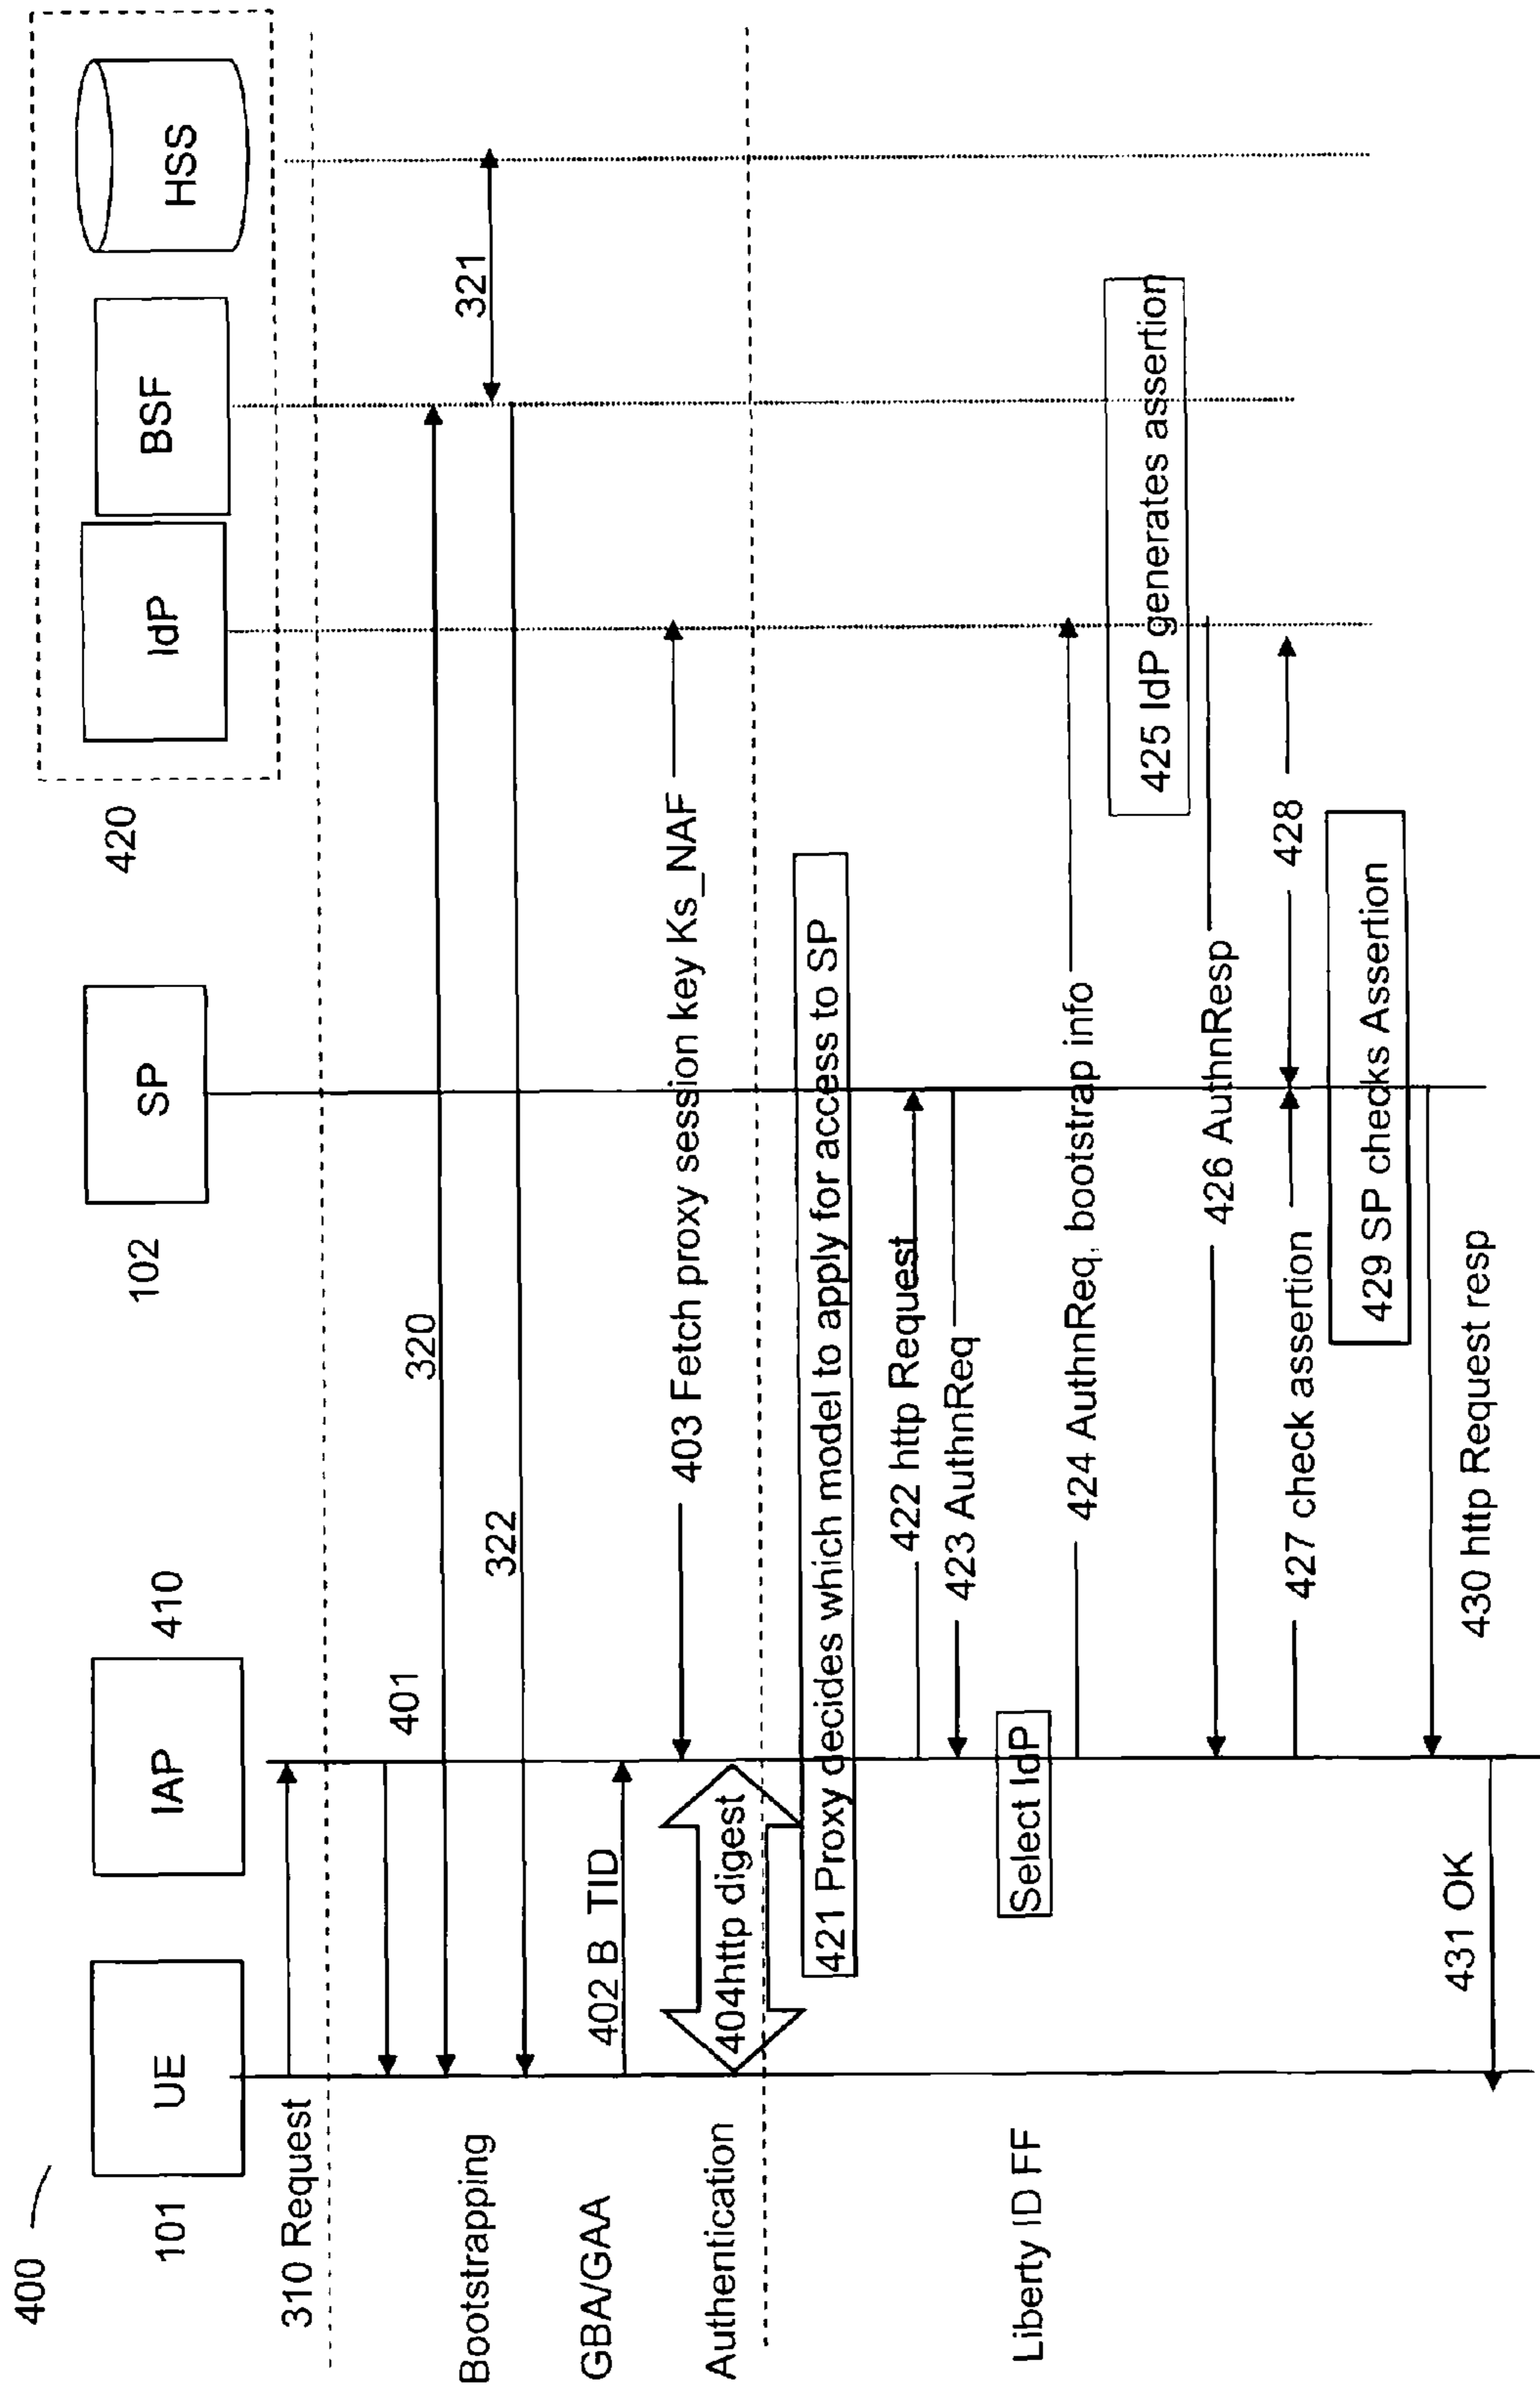 400
101
UE
IAP
410
102
SP
420
IdP
BSF
HSS
310 Request
401
320
321
Bootstrapping
322
GBA/GAA
402 B_TID
403 Fetch proxy session key Ks_NAF
Authentication
404http digest
421 Proxy decides which model to apply for access to SP
422 http Request
423 AuthnReq
Liberty ID FF
Select IdP
424 AuthnReq, bootstrap info
425 IdP generates assertion
426 AuthnResp
427 check assertion
428
429 SP checks Assertion
430 http Request resp
431 OK